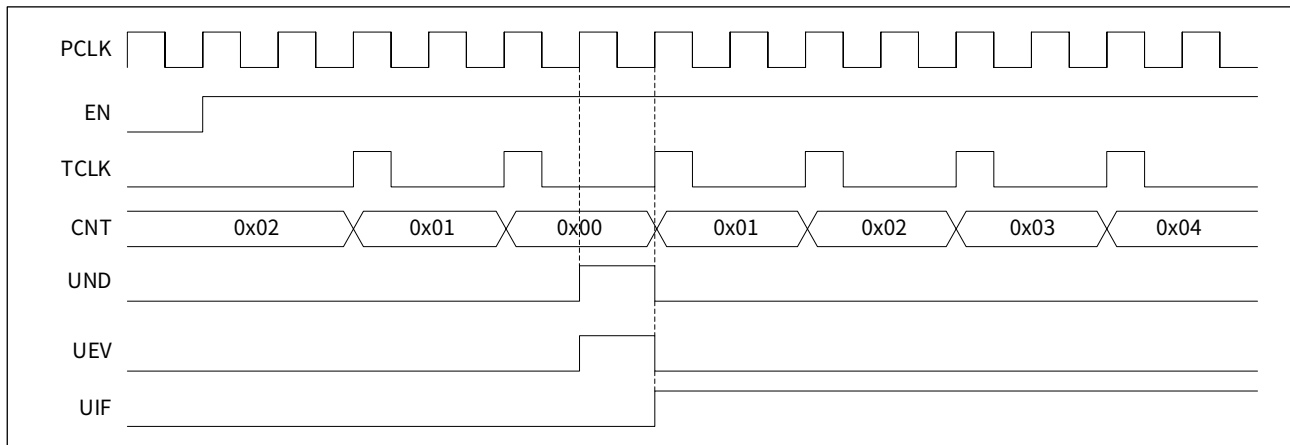 PCLK
EN
TCLK
CNT 0x02 0x01 0x00 0x01 0x02 0x03 0x04
UND
UEV
UIF